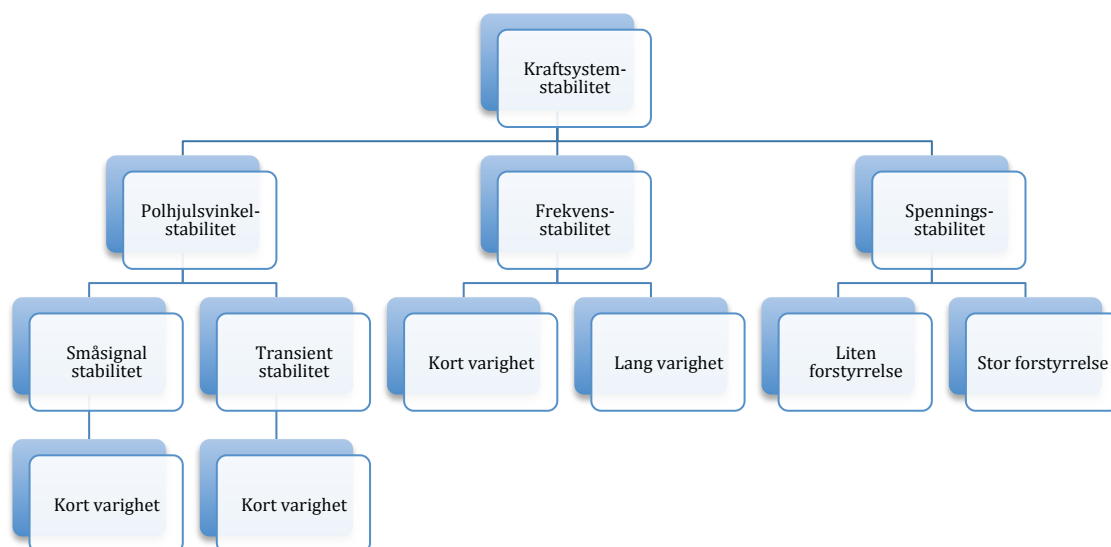 Kraftsystem-
stabilitet
Polhjulsvinkel-
stabilitet
Frekvens-
stabilitet
Spennings-
stabilitet
Småsignal
stabilitet
Transient
stabilitet
Kort varighet
Lang varighet
Liten
forstyrrelse
Stor forstyrrelse
Kort varighet
Kort varighet